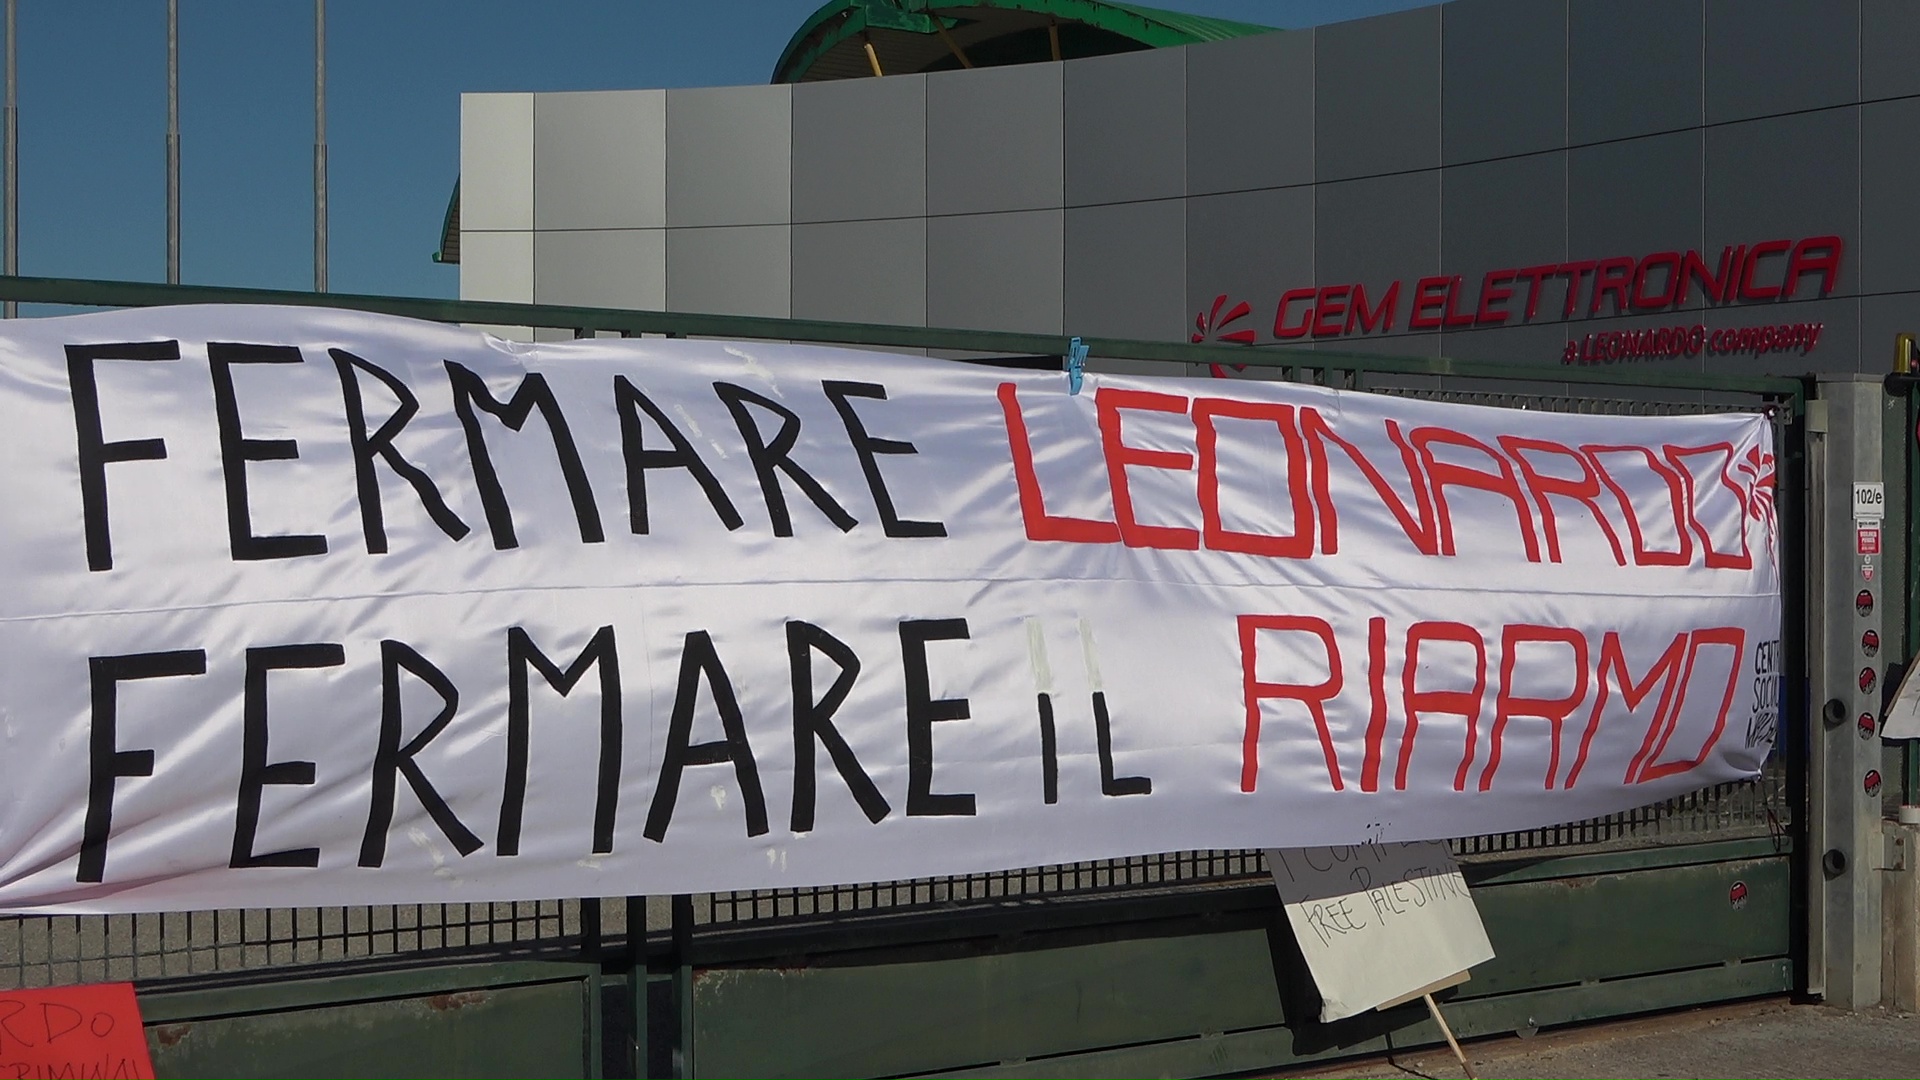 GEM ELETTRONICA
a LEONARDO company
FERMARE LEONARDO
FERMARE IL RIARMO
102/e
FREE PALESTINE